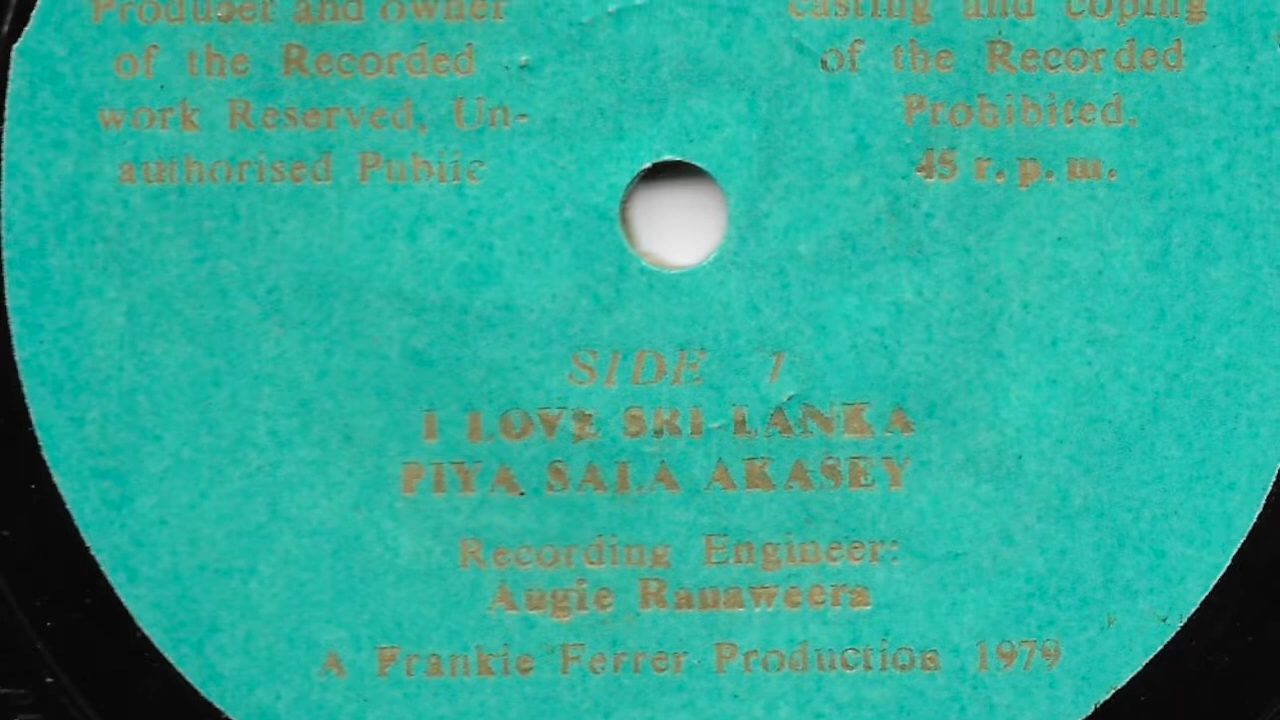 Producer and owner
of the Recorded
work Reserved, Un-
authorised Public
casting and coping
of the Recorded
Prohibited.
45 r. p. m.
SIDE 1
I LOVE SRI LANKA
PIYA SALA AKASEY
Recording Engineer:
Augie Ranaweera
A Frankie Ferrer Production 1979